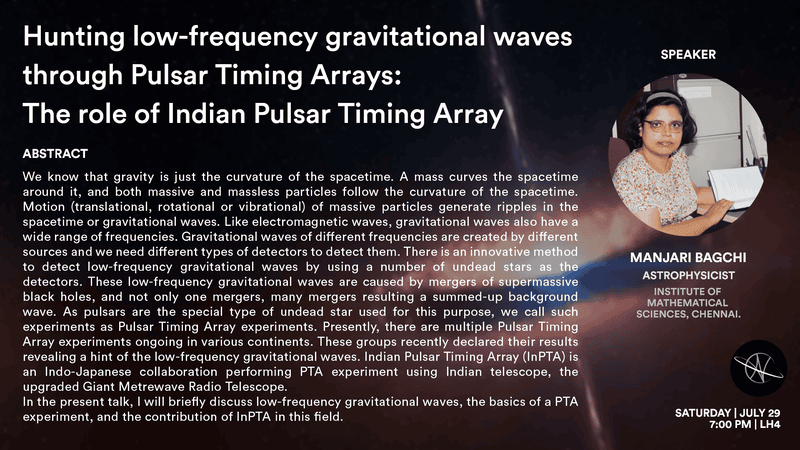 Hunting low-frequency gravitational waves
through Pulsar Timing Arrays:
The role of Indian Pulsar Timing Array
ABSTRACT
We know that gravity is just the curvature of the spacetime. A mass curves the spacetime
around it, and both massive and massless particles follow the curvature of the spacetime.
Motion (translational, rotational or vibrational) of massive particles generate ripples in the
spacetime or gravitational waves. Like electromagnetic waves, gravitational waves also have a
wide range of frequencies. Gravitational waves of different frequencies are created by different
sources and we need different types of detectors to detect them. There is an innovative method
to detect low-frequency gravitational waves by using a number of undead stars as the
detectors. These low-frequency gravitational waves are caused by mergers of supermassive
black holes, and not only one mergers, many mergers resulting a summed-up background
wave. As pulsars are the special type of undead star used for this purpose, we call such
experiments as Pulsar Timing Array experiments. Presently, there are multiple Pulsar Timing
Array experiments ongoing in various continents. These groups recently declared their results
revealing a hint of the low-frequency gravitational waves. Indian Pulsar Timing Array (InPTA) is
an Indo-Japanese collaboration performing PTA experiment using Indian telescope, the
upgraded Giant Metrewave Radio Telescope.
In the present talk, I will briefly discuss low-frequency gravitational waves, the basics of a PTA
experiment, and the contribution of InPTA in this field.
SPEAKER
MANJARI BAGCHI
ASTROPHYSICIST
INSTITUTE OF
MATHEMATICAL
SCIENCES, CHENNAI.
SATURDAY | JULY 29
7:00 PM | LH4